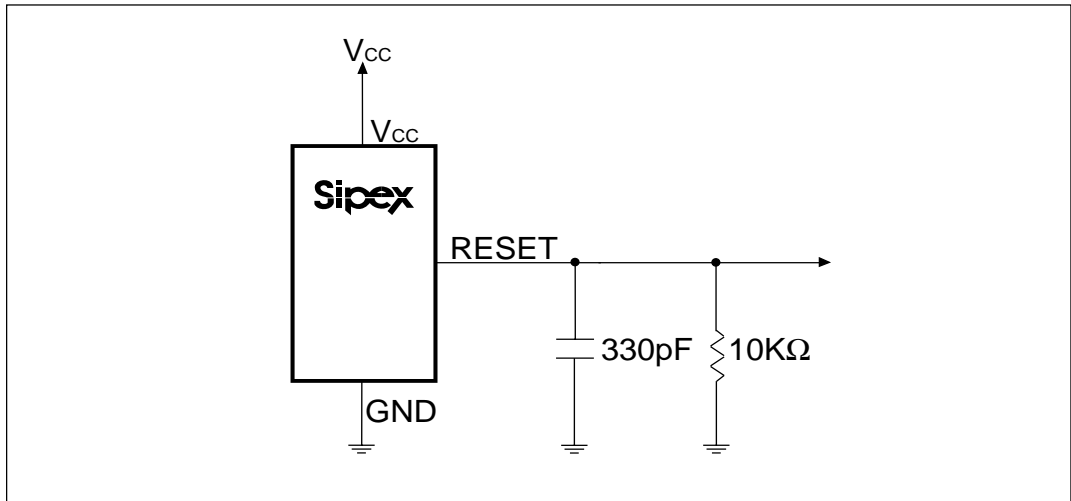 Vcc
Vcc
Sipex
RESET
330pF
10KΩ
GND